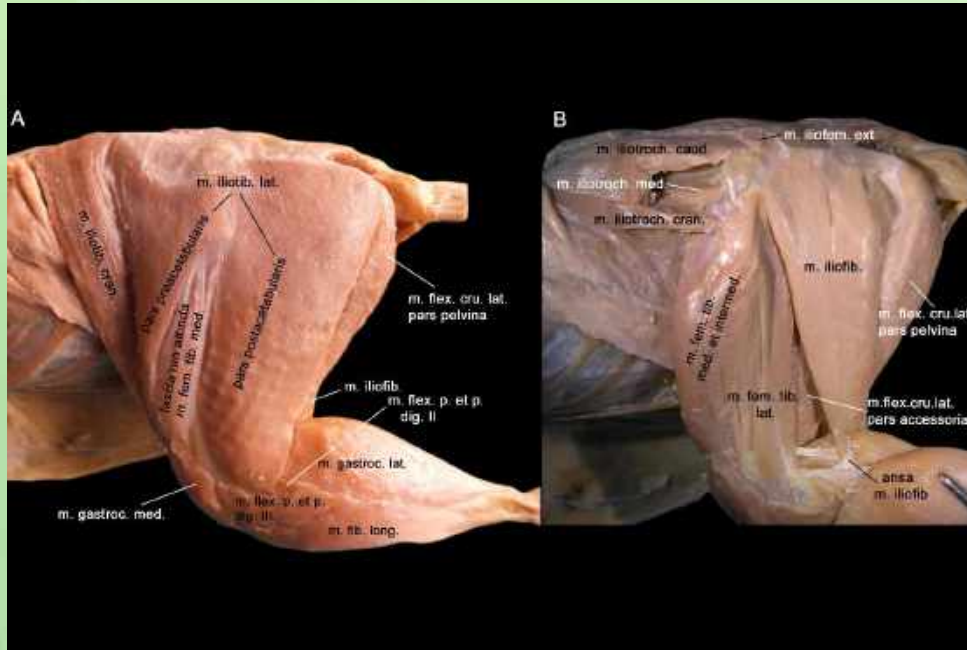 A
m. iliotib. lat.
m. iliotib. cran.
pars preacetabularis
fascia
m. fem. tib. med
pars postacetabularis
m. flex. cru. lat.
pars pelvina
m. iliofib.
m. flex. p. et p.
dig. II
m. gastroc. lat.
m. flex. p. et p.
dig. III
m. gastroc. med.
m. fib. long.
B
m. iliofem. ext
m. iliotroch. caud
m. iliotroch. med
m. iliotroch. cran.
m. iliofib.
m. flex. cru.lat
pars pelvina
m. fem. tib.
med. et intermed.
m. fem. tib.
lat.
m.flex.cru.lat.
pars accessoria
ansa
m. iliofib